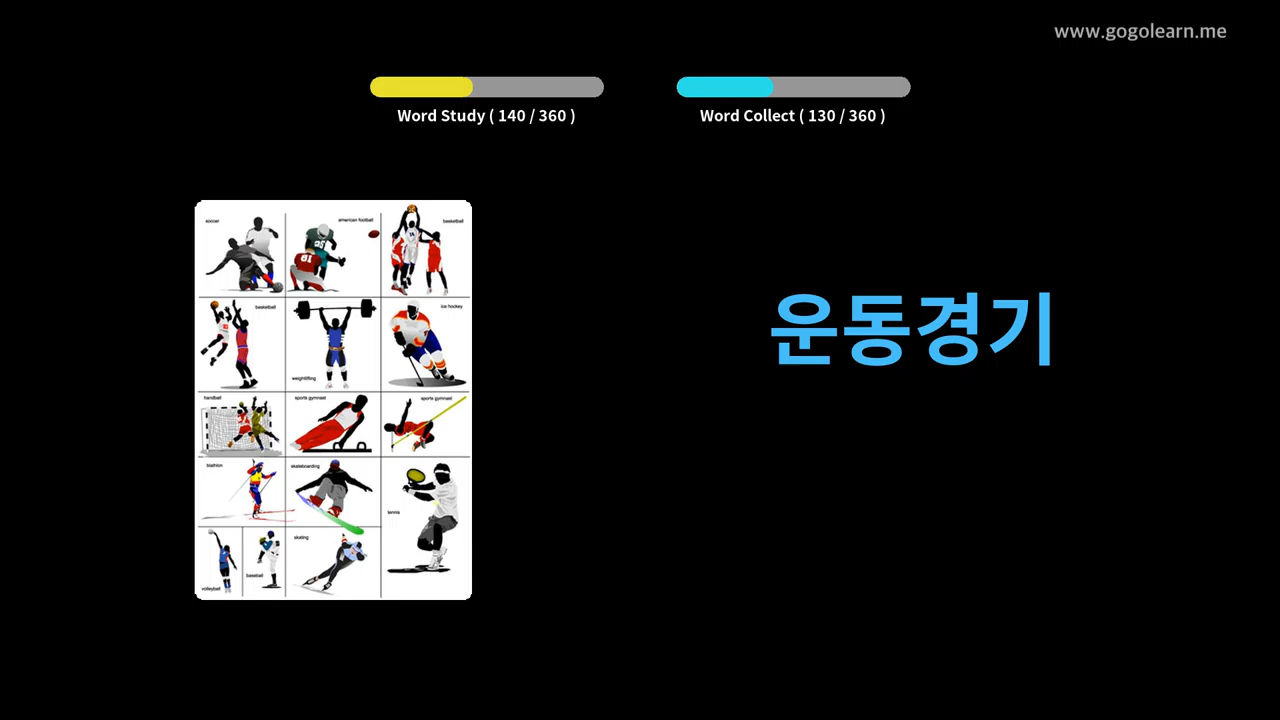 www.gogolearn.me
Word Study ( 140 / 360 )
Word Collect ( 130 / 360 )
soccer
american football
basketball
basketball
weightlifting
ice hockey
handball
sports gymnast
sports gymnast
biathlon
skateboarding
tennis
volleyball
baseball
skating
운동경기